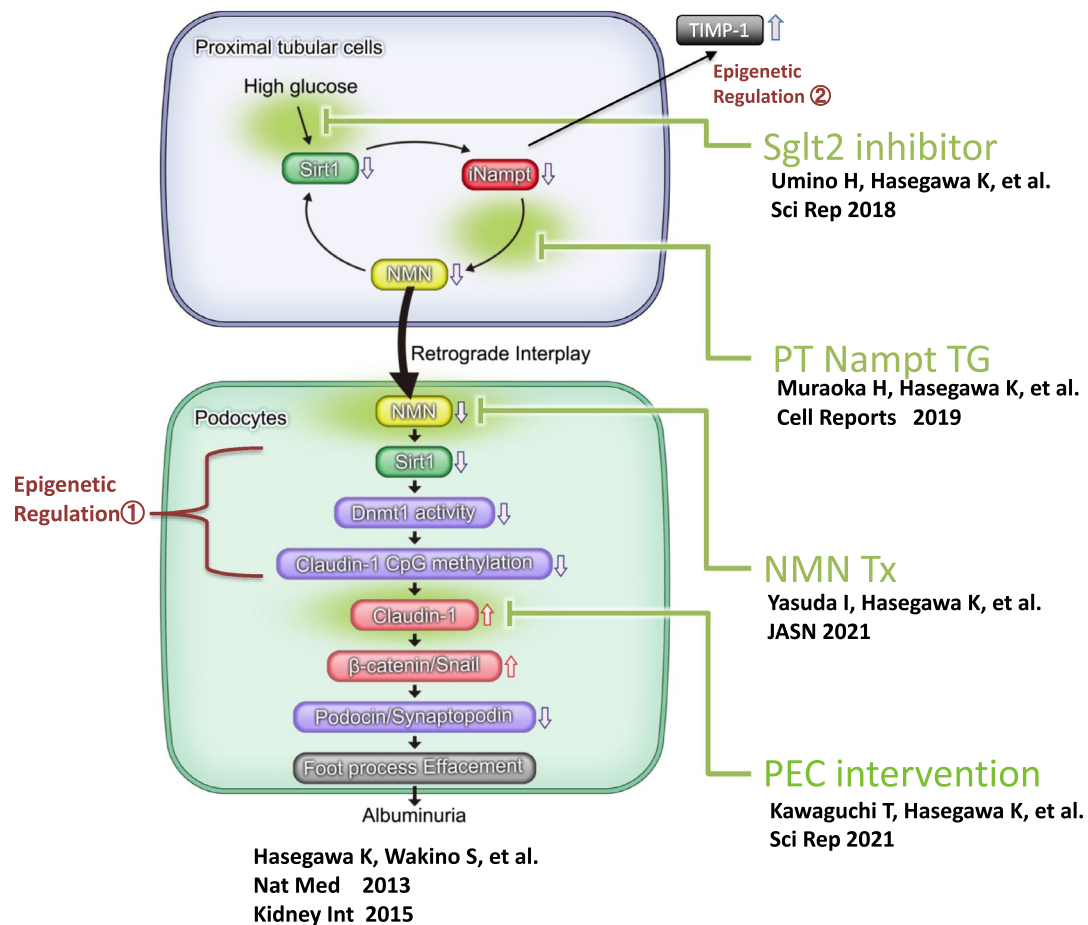 TIMP-1
Proximal tubular cells
Epigenetic
Regulation ②
High glucose
Sglt2 inhibitor
Sirt1
iNampt
Umino H, Hasegawa K, et al.
Sci Rep 2018
NMN
Retrograde Interplay
PT Nampt TG
Muraoka H, Hasegawa K, et al.
Cell Reports 2019
Podocytes
NMN
Sirt1
Epigenetic
Regulation①
Dnmt1 activity
Claudin-1 CpG methylation
NMN Tx
Yasuda I, Hasegawa K, et al.
JASN 2021
Claudin-1
β-catenin/Snail
Podocin/Synaptopodin
Foot process Effacement
PEC intervention
Kawaguchi T, Hasegawa K, et al.
Sci Rep 2021
Albuminuria
Hasegawa K, Wakino S, et al.
Nat Med 2013
Kidney Int 2015